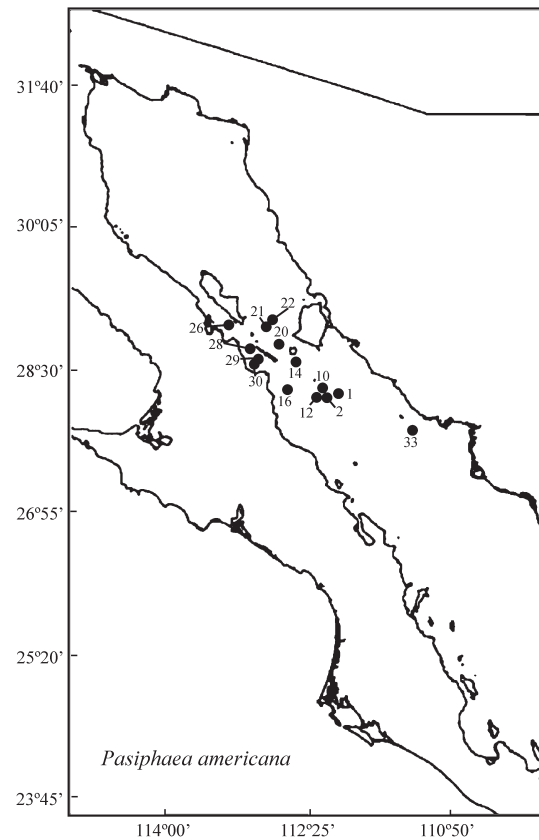 31º40’
30º05’
22
21
26
20
28
28º30’
29
14
10
30
1
16
12
2
33
26º55’
25º20’
Pasiphaea americana
23º45’
114º00’ 112º25’ 110º50’